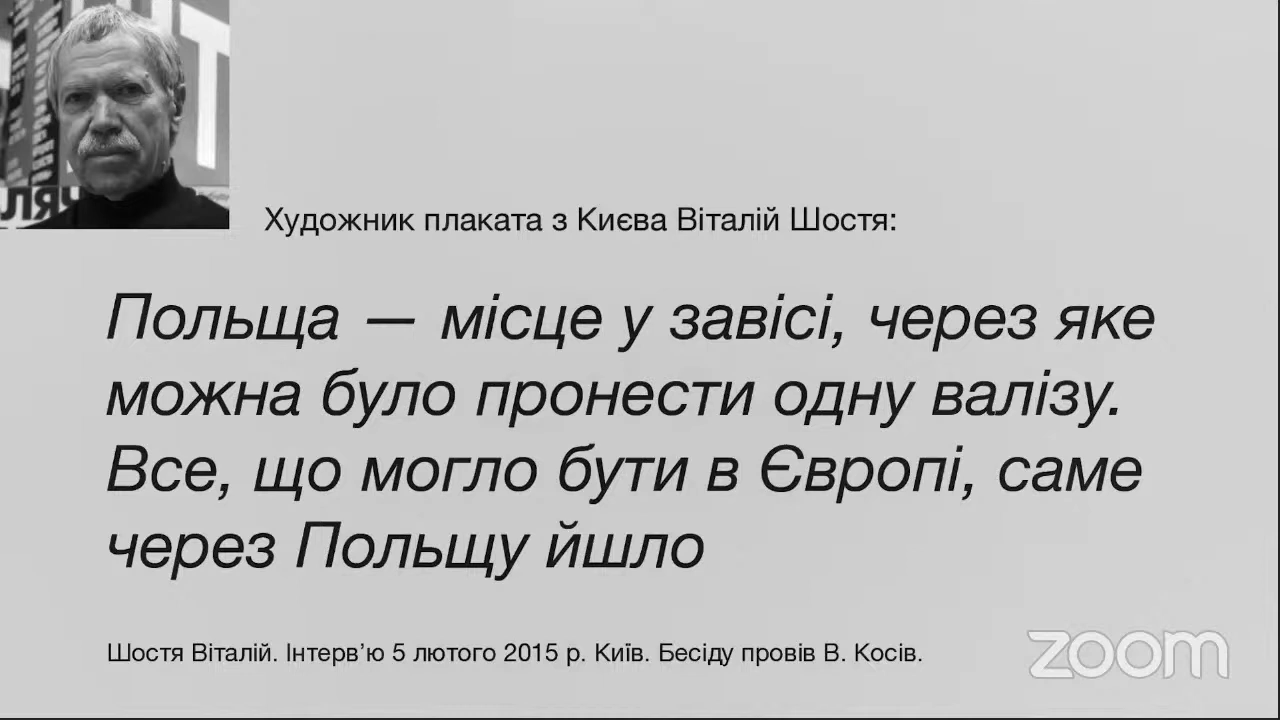 Художник плаката з Києва Віталій Шостя:
Польща — місце у завісі, через яке
можна було пронести одну валізу.
Все, що могло бути в Європі, саме
через Польщу йшло
Шостя Віталій. Інтерв’ю 5 лютого 2015 р. Київ. Бесіду провів В. Косів.
zoom